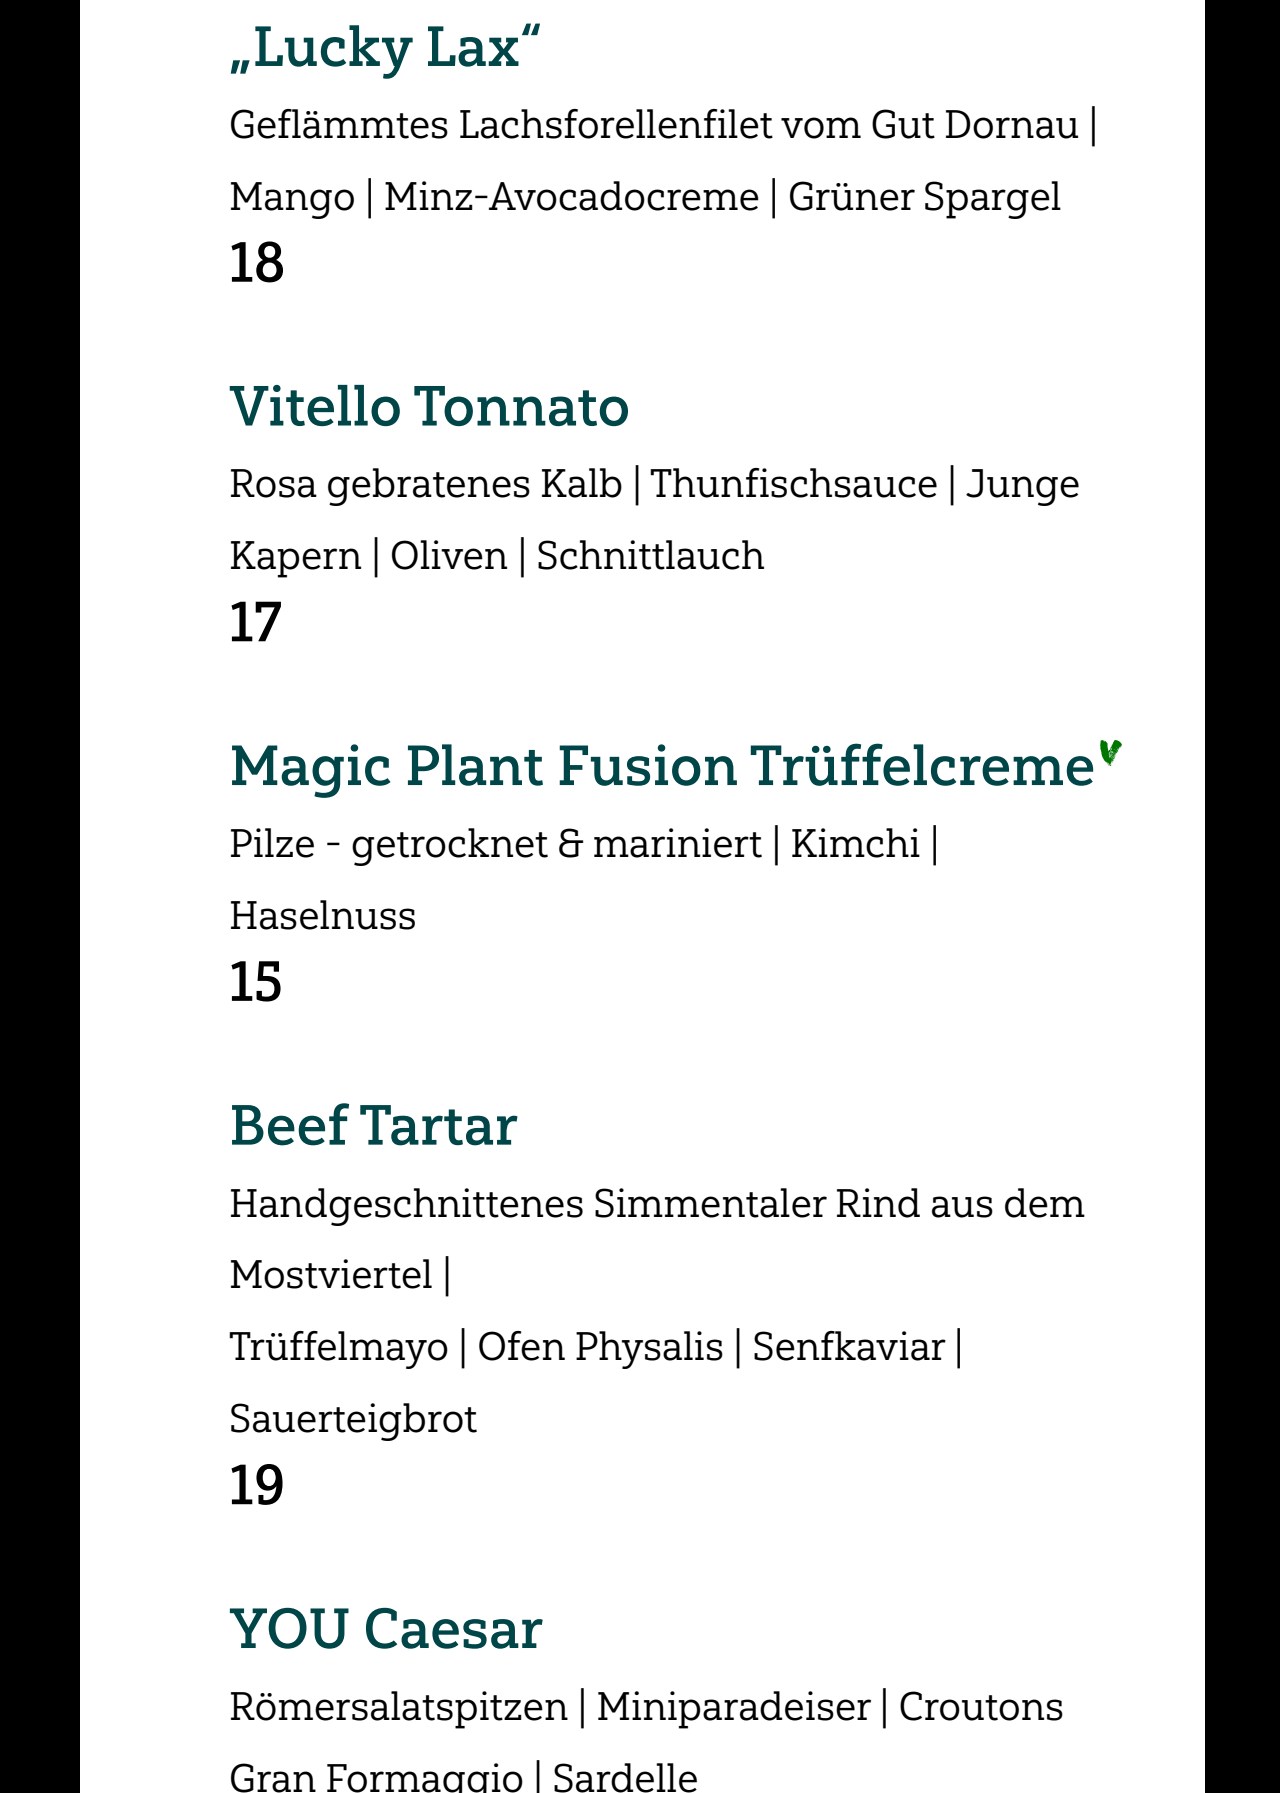 „Lucky Lax“
Geflämmtes Lachsforellenfilet vom Gut Dornau |
Mango | Minz-Avocadocreme | Grüner Spargel
18
Vitello Tonnato
Rosa gebratenes Kalb | Thunfischsauce | Junge
Kapern | Oliven | Schnittlauch
17
Magic Plant Fusion Trüffelcreme
Pilze - getrocknet & mariniert | Kimchi |
Haselnuss
15
Beef Tartar
Handgeschnittenes Simmentaler Rind aus dem
Mostviertel |
Trüffelmayo | Ofen Physalis | Senfkaviar |
Sauerteigbrot
19
YOU Caesar
Römersalatspitzen | Miniparadeiser | Croutons
Gran Formaggio | Sardelle